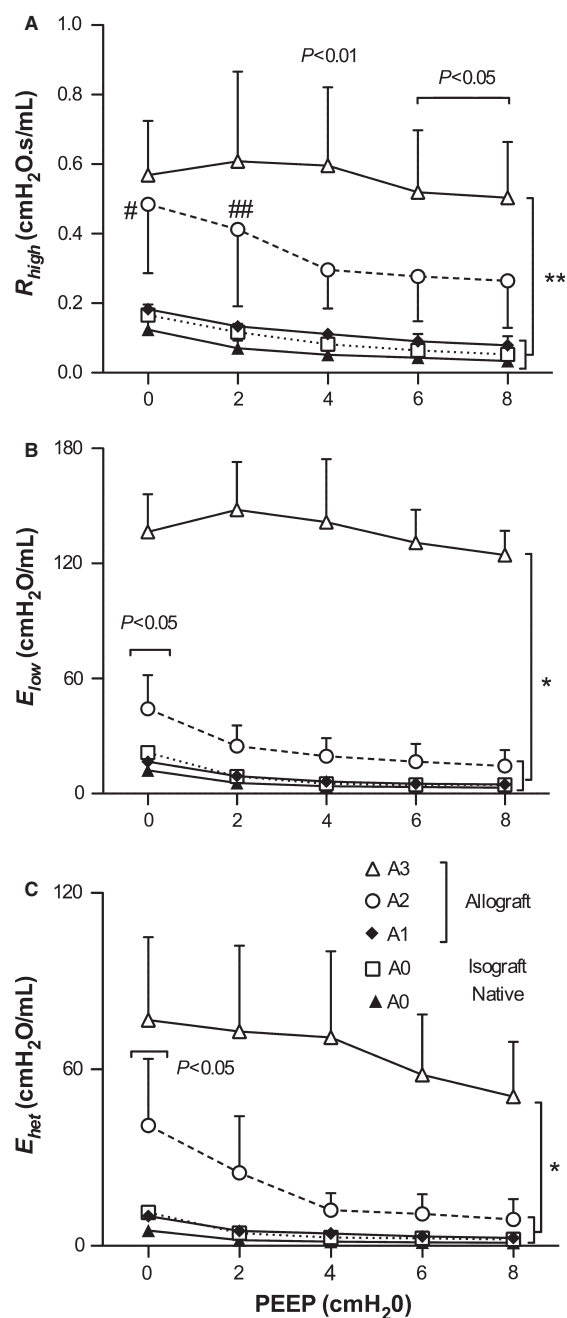 A
R_high (cmH2O.s/mL)
1.0
0.8
0.6
0.4
0.2
0.0
P<0.01
P<0.05
#
##
**
0 2 4 6 8
B
E_low (cmH2O/mL)
180
120
60
0
P<0.05
*
0 2 4 6 8
C
E_het (cmH2O/mL)
120
60
0
A3
A2 Allograft
A1
A0 Isograft
A0 Native
P<0.05
*
0 2 4 6 8
PEEP (cmH20)